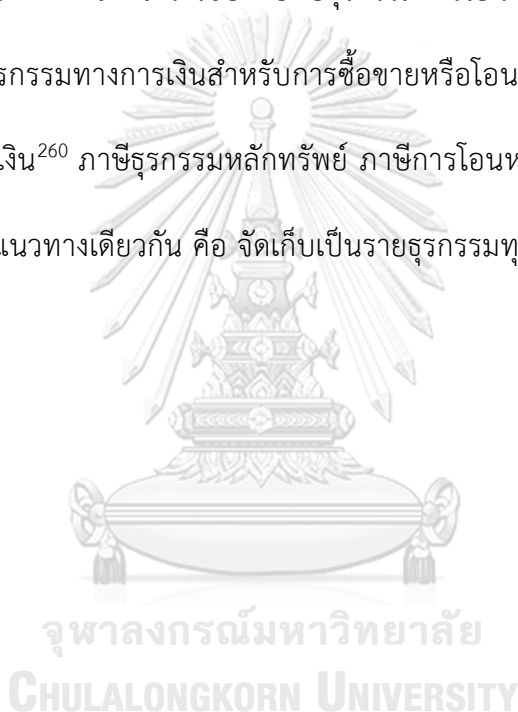 รกรรมทางการเงินสำหรับการซื้อขายหรือโอน
เงิน260 ภาษีธุรกรรมหลักทรัพย์ ภาษีการโอนห
แนวทางเดียวกัน คือ จัดเก็บเป็นรายธุรกรรมทุ
จุฬาลงกรณ์มหาวิทยาลัย
CHULALONGKORN UNIVERSITY